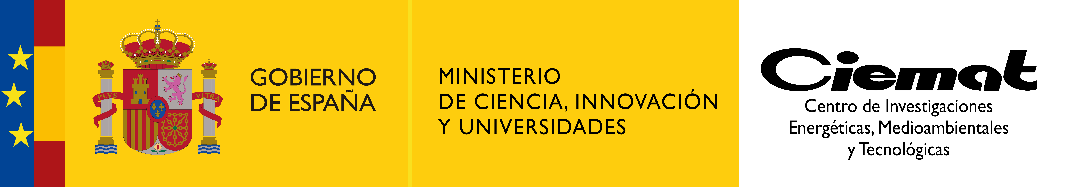 GOBIERNO
DE ESPAÑA
MINISTERIO
DE CIENCIA, INNOVACIÓN
Y UNIVERSIDADES
Ciemat
Centro de Investigaciones
Energéticas, Medioambientales
y Tecnológicas